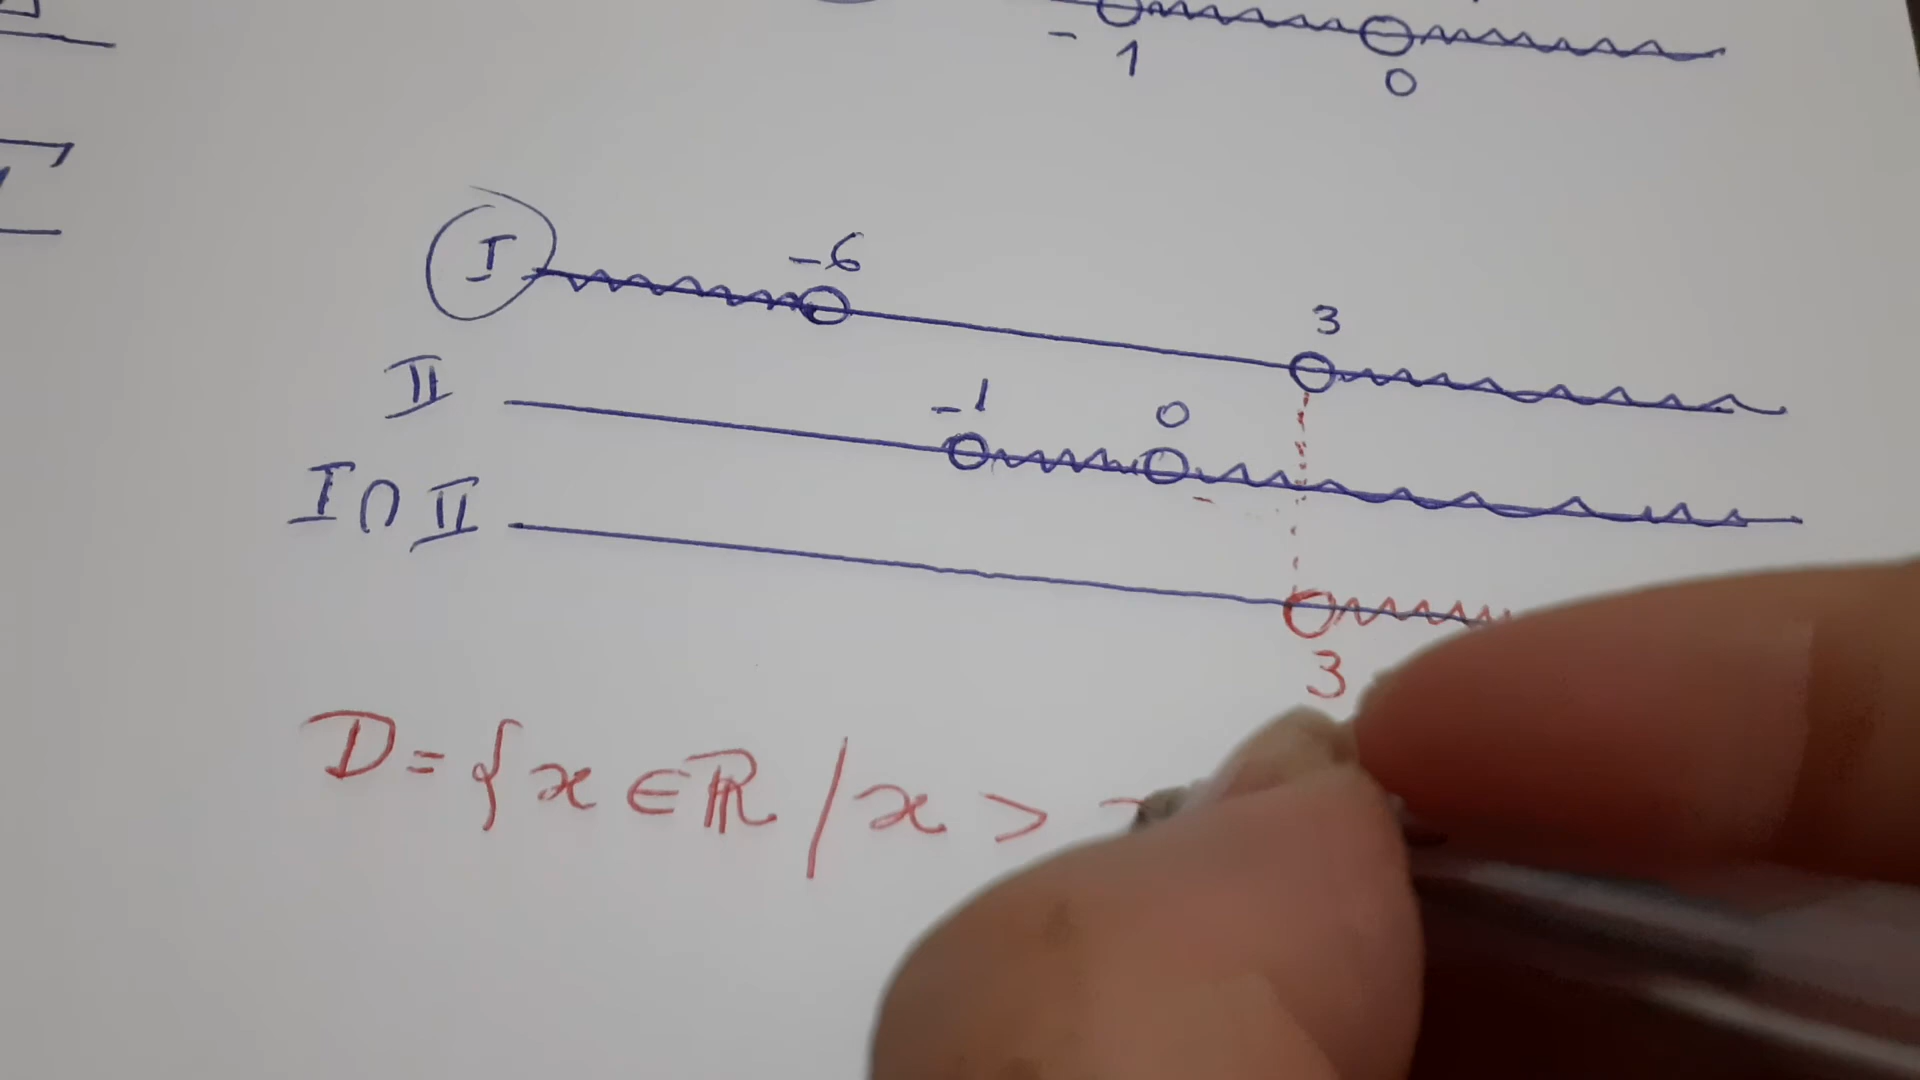 - 1 0
I -6 3
II -1 0
I ∩ II
3
D = { x ∈ ℝ / x >